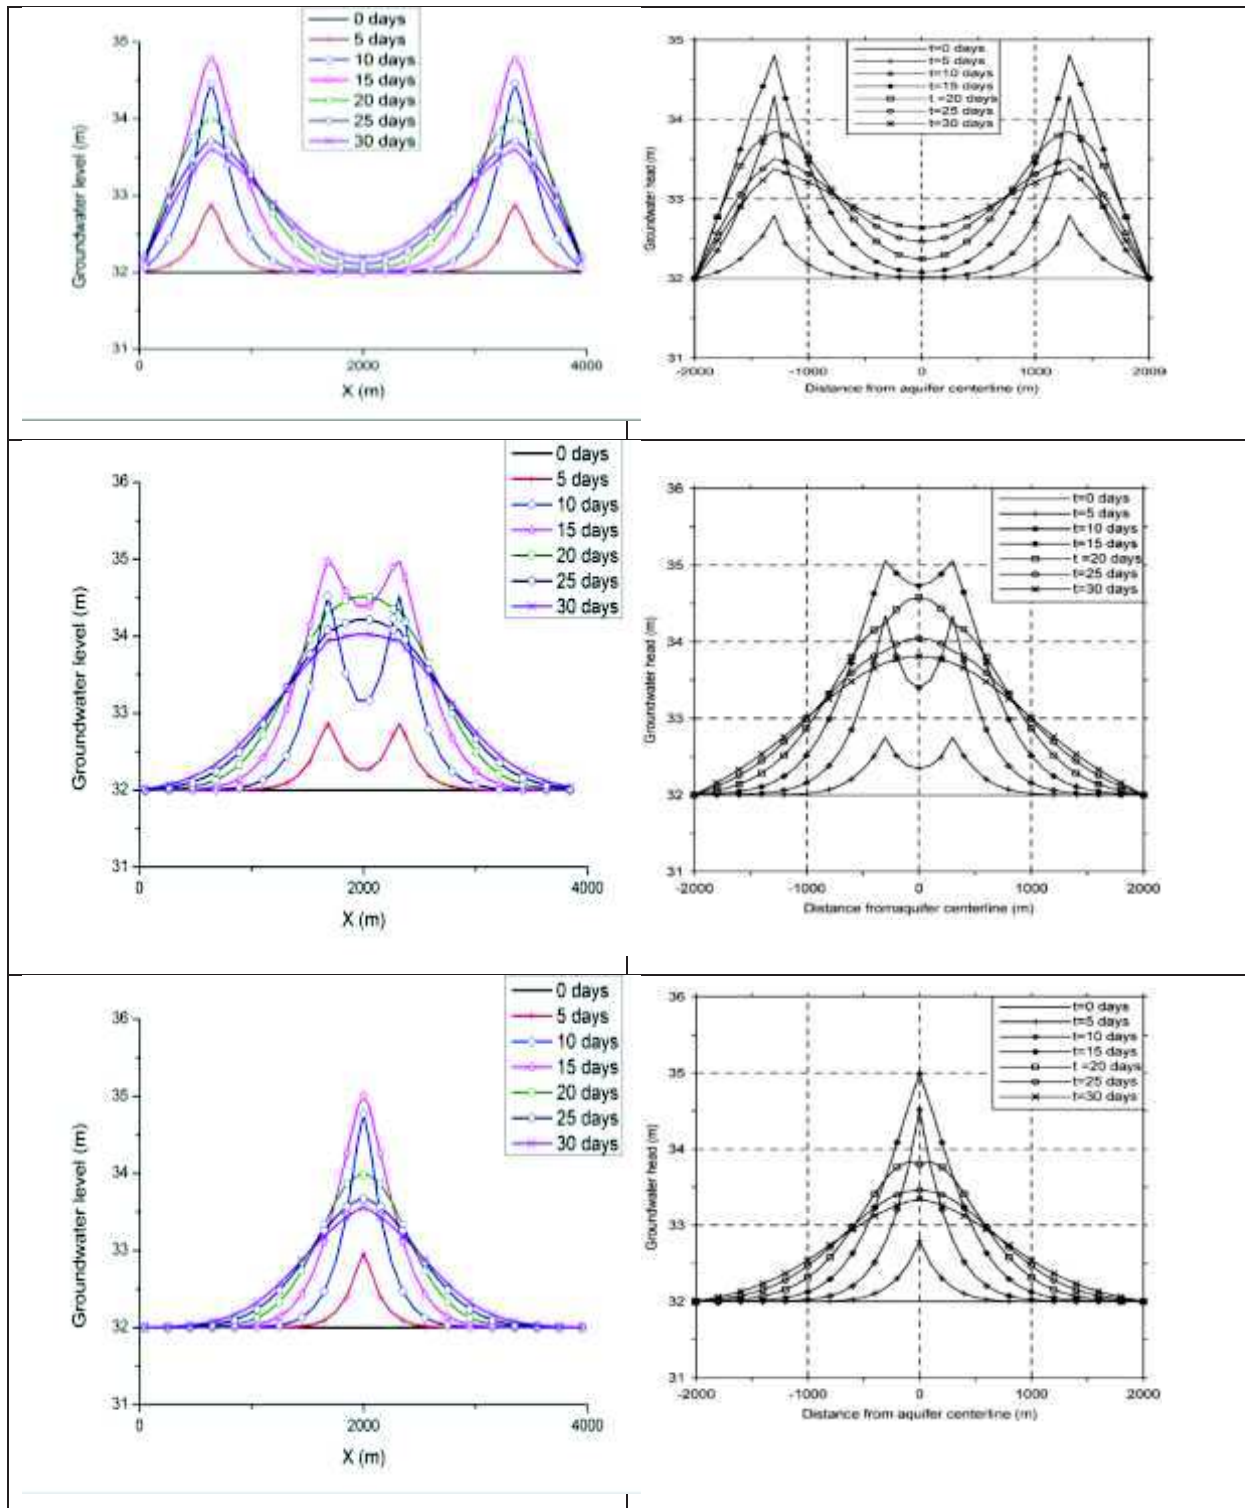 0 days
5 days
10 days
15 days
20 days
25 days
30 days
35
34
33
32
31
Groundwater level (m)
0
2000
4000
X (m)
t=0 days
t=5 days
t=10 days
t=15 days
t =20 days
t=25 days
t=30 days
35
34
33
32
31
Groundwater head (m)
-2000
-1000
0
1000
2000
Distance from aquifer centerline (m)
0 days
5 days
10 days
15 days
20 days
25 days
30 days
36
35
34
33
32
31
Groundwater level (m)
0
2000
4000
X (m)
t=0 days
t=5 days
t=10 days
t=15 days
t =20 days
t=25 days
t=30 days
36
35
34
33
32
31
Groundwater head (m)
-2000
-1000
0
1000
2000
Distance fromaquifer centerline (m)
0 days
5 days
10 days
15 days
20 days
25 days
30 days
36
35
34
33
32
31
Groundwater level (m)
0
2000
4000
X (m)
t=0 days
t=5 days
t=10 days
t=15 days
t =20 days
t=25 days
t=30 days
36
35
34
33
32
31
Groundwater head (m)
-2000
-1000
0
1000
2000
Distance from aquifer centerline (m)